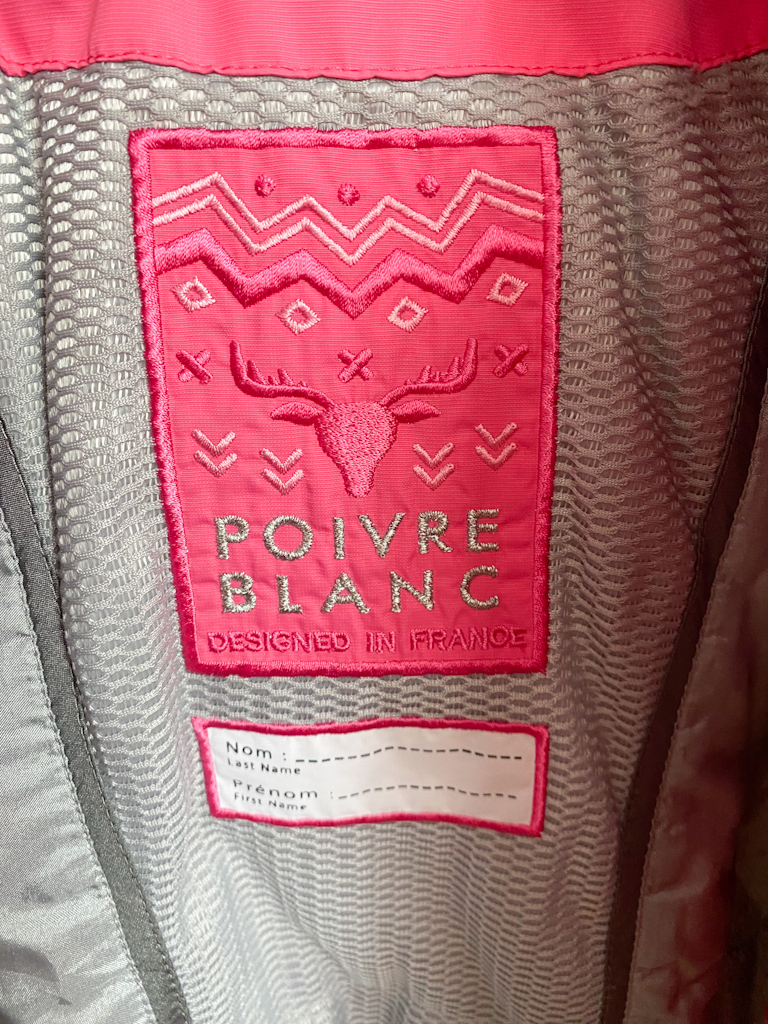 POIVRE
BLANC
DESIGNED IN FRANCE
Nom :
Last Name
Prénom :
First Name